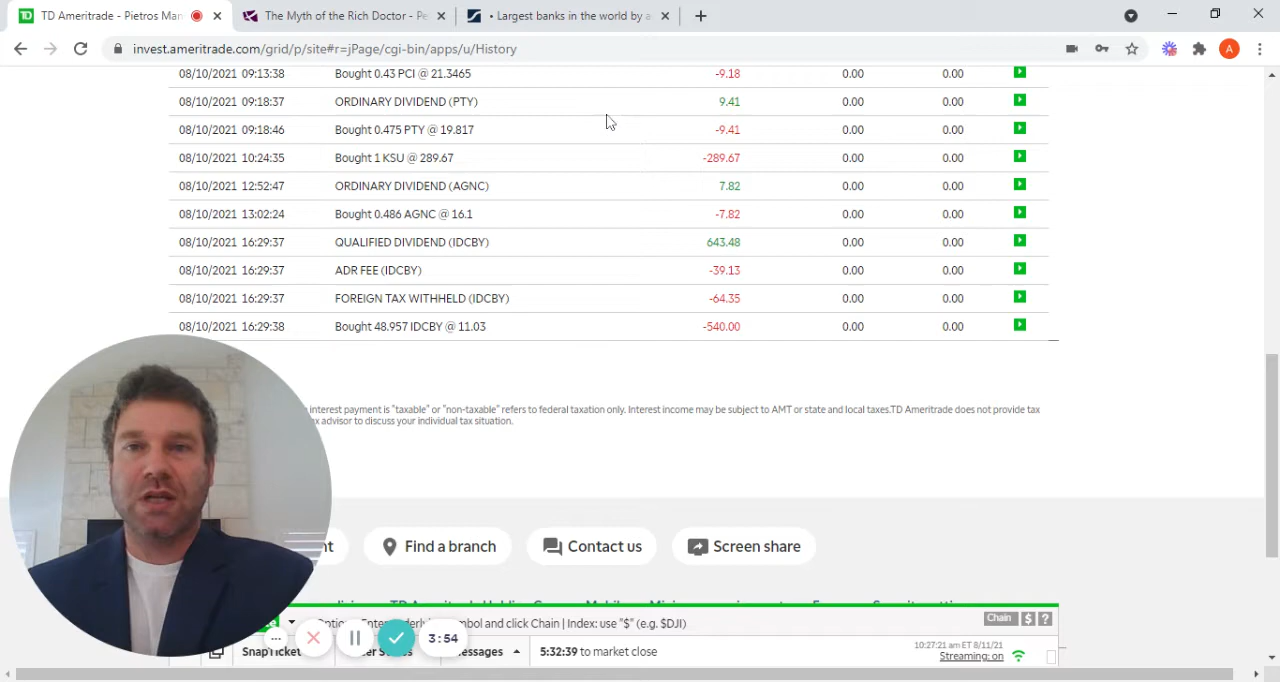 TD Ameritrade - Pietros Man
The Myth of the Rich Doctor - Pe
• Largest banks in the world by a
invest.ameritrade.com/grid/p/site#r=jPage/cgi-bin/apps/u/History
A
08/10/2021 09:13:38 Bought 0.43 PCI @ 21.3465 -9.18 0.00 0.00
08/10/2021 09:18:37 ORDINARY DIVIDEND (PTY) 9.41 0.00 0.00
08/10/2021 09:18:46 Bought 0.475 PTY @ 19.817 -9.41 0.00 0.00
08/10/2021 10:24:35 Bought 1 KSU @ 289.67 -289.67 0.00 0.00
08/10/2021 12:52:47 ORDINARY DIVIDEND (AGNC) 7.82 0.00 0.00
08/10/2021 13:02:24 Bought 0.486 AGNC @ 16.1 -7.82 0.00 0.00
08/10/2021 16:29:37 QUALIFIED DIVIDEND (IDCBY) 643.48 0.00 0.00
08/10/2021 16:29:37 ADR FEE (IDCBY) -39.13 0.00 0.00
08/10/2021 16:29:37 FOREIGN TAX WITHHELD (IDCBY) -64.35 0.00 0.00
08/10/2021 16:29:38 Bought 48.957 IDCBY @ 11.03 -540.00 0.00 0.00
interest payment is "taxable" or "non-taxable" refers to federal taxation only. Interest income may be subject to AMT or state and local taxes.TD Ameritrade does not provide tax
x advisor to discuss your individual tax situation.
Find a branch
Contact us
Screen share
symbol and click Chain | Index: use "$" (e.g. $DJI)
Chain $ ?
3:54
SnapTicket
5:32:39 to market close
10:27:21 am ET 8/11/21
Streaming: on